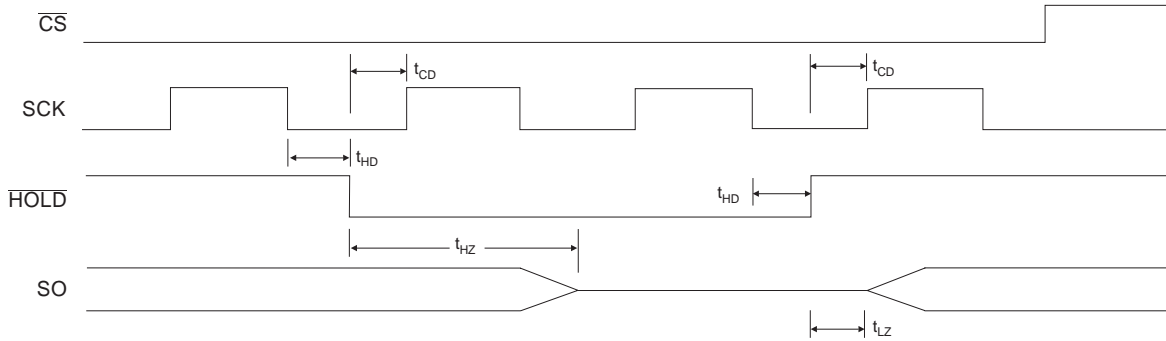 CS
t_CD t_CD
SCK
t_HD
HOLD
t_HD
t_HZ
SO
t_LZ